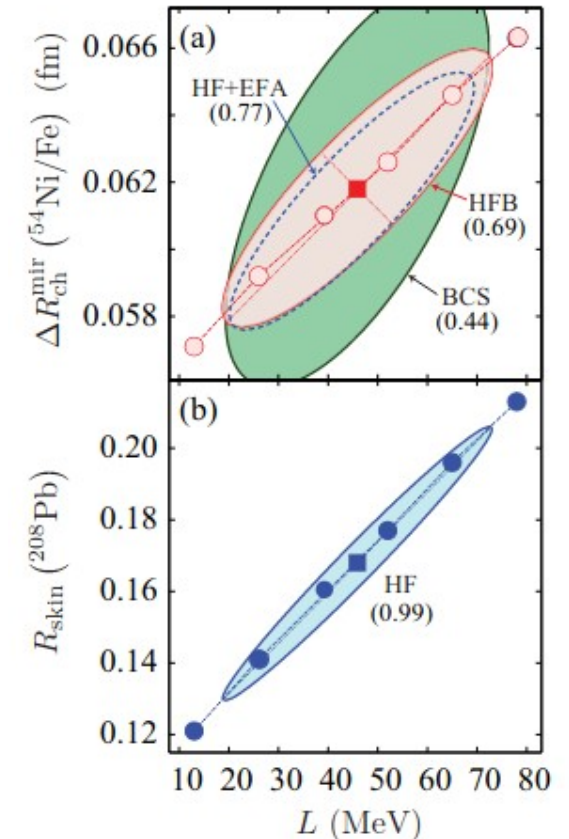 (a)
0.066
0.062
0.058
ΔR_ch^mir (⁵⁴Ni/Fe) (fm)
HF+EFA
(0.77)
HFB
(0.69)
BCS
(0.44)
(b)
0.20
0.18
0.16
0.14
0.12
R_skin (²⁰⁸Pb)
HF
(0.99)
10 20 30 40 50 60 70 80
L (MeV)